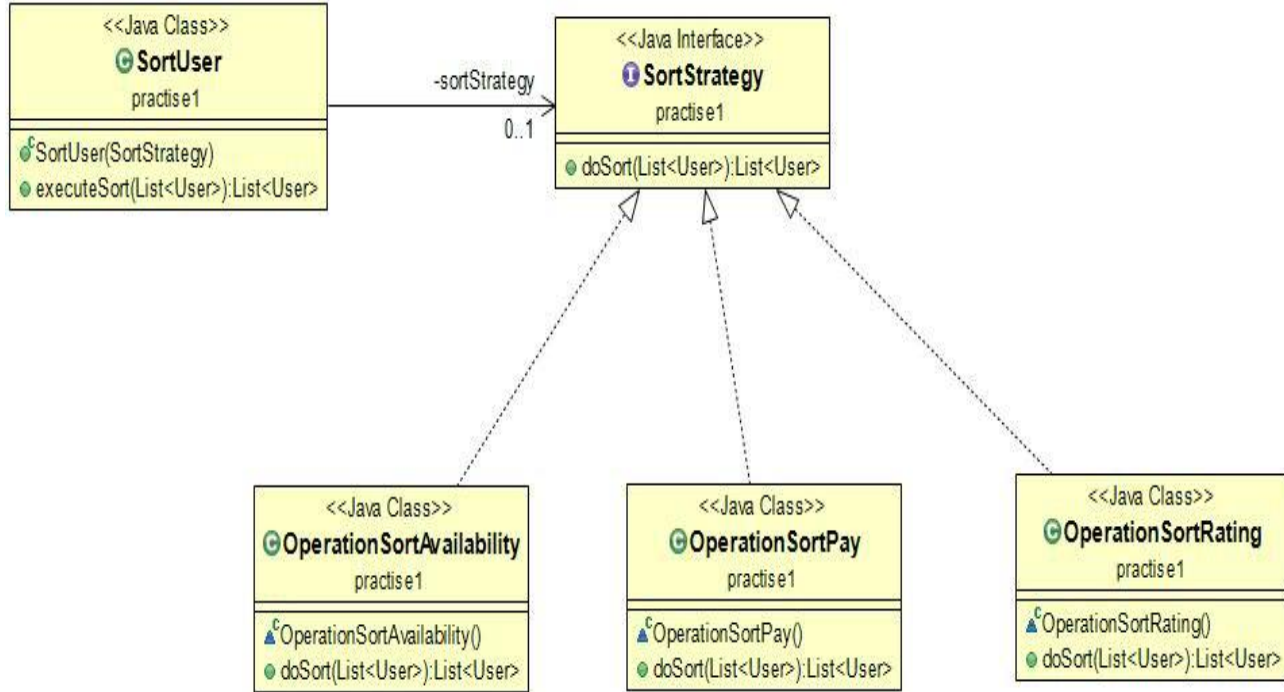 <<Java Class>>
SortUser
practise1
SortUser(SortStrategy)
executeSort(List<User>):List<User>
-sortStrategy
0..1
<<Java Interface>>
SortStrategy
practise1
doSort(List<User>):List<User>
<<Java Class>>
OperationSortAvailability
practise1
OperationSortAvailability()
doSort(List<User>):List<User>
<<Java Class>>
OperationSortPay
practise1
OperationSortPay()
doSort(List<User>):List<User>
<<Java Class>>
OperationSortRating
practise1
OperationSortRating()
doSort(List<User>):List<User>